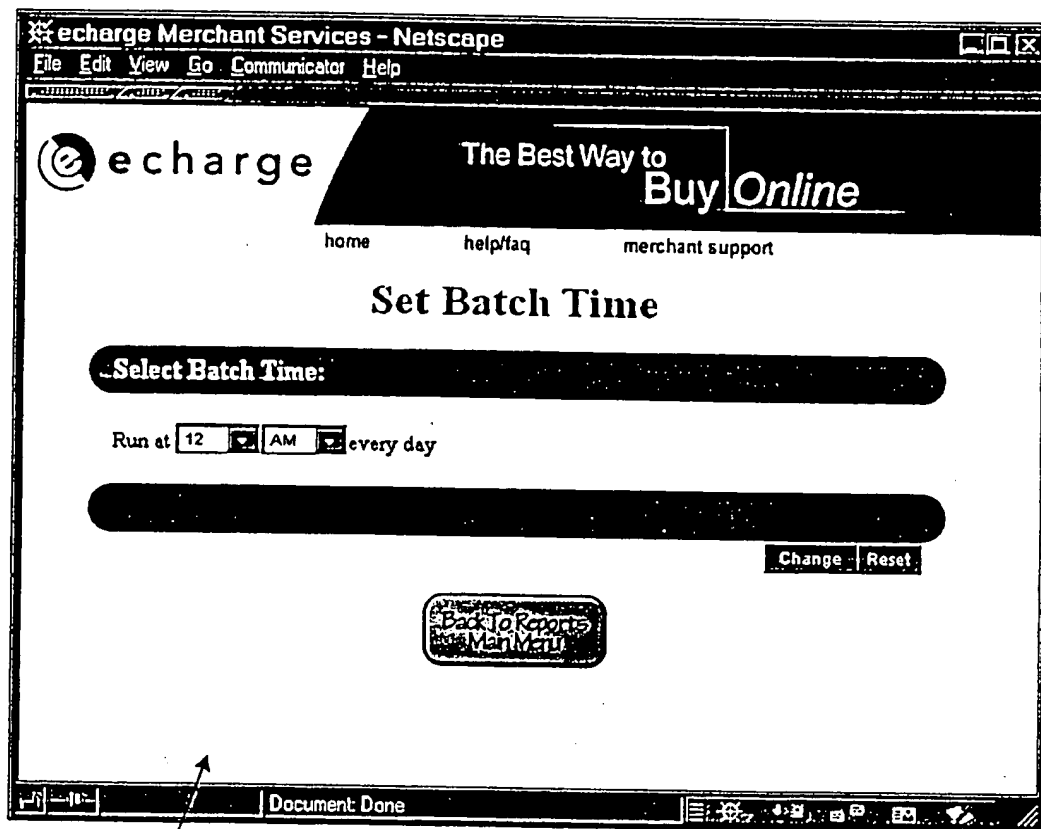 echarge Merchant Services - Netscape
File Edit View Go Communicator Help
echarge
The Best Way to
Buy Online
home help/faq merchant support
Set Batch Time
Select Batch Time:
Run at 12 AM every day
Change Reset
Back To Reports
Main Menu
Document: Done